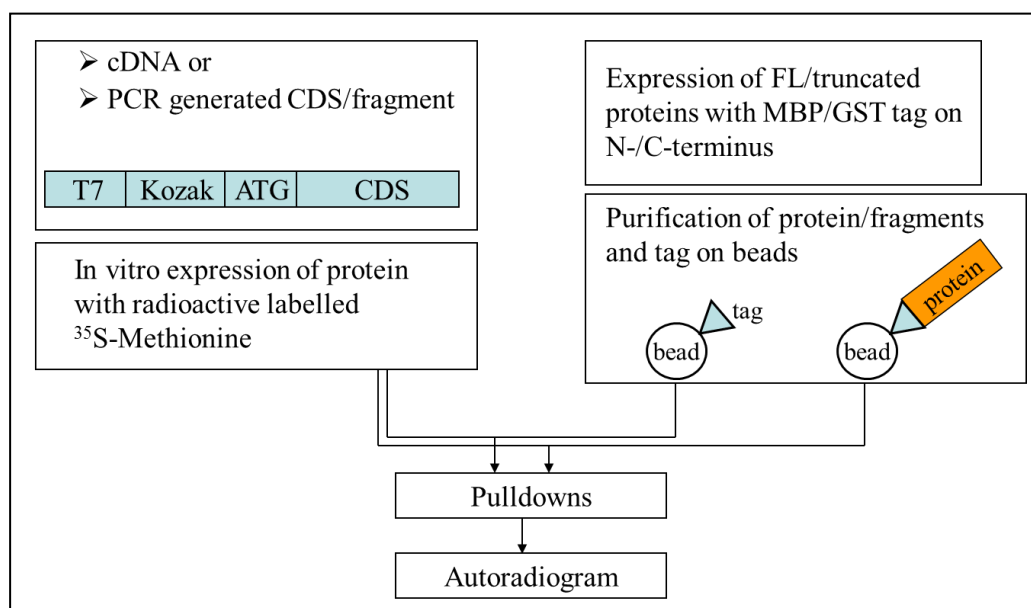 ➢ cDNA or
➢ PCR generated CDS/fragment
T7 Kozak ATG CDS
In vitro expression of protein
with radioactive labelled
³⁵S-Methionine
Expression of FL/truncated
proteins with MBP/GST tag on
N-/C-terminus
Purification of protein/fragments
and tag on beads
tag
bead
protein
bead
Pulldowns
Autoradiogram